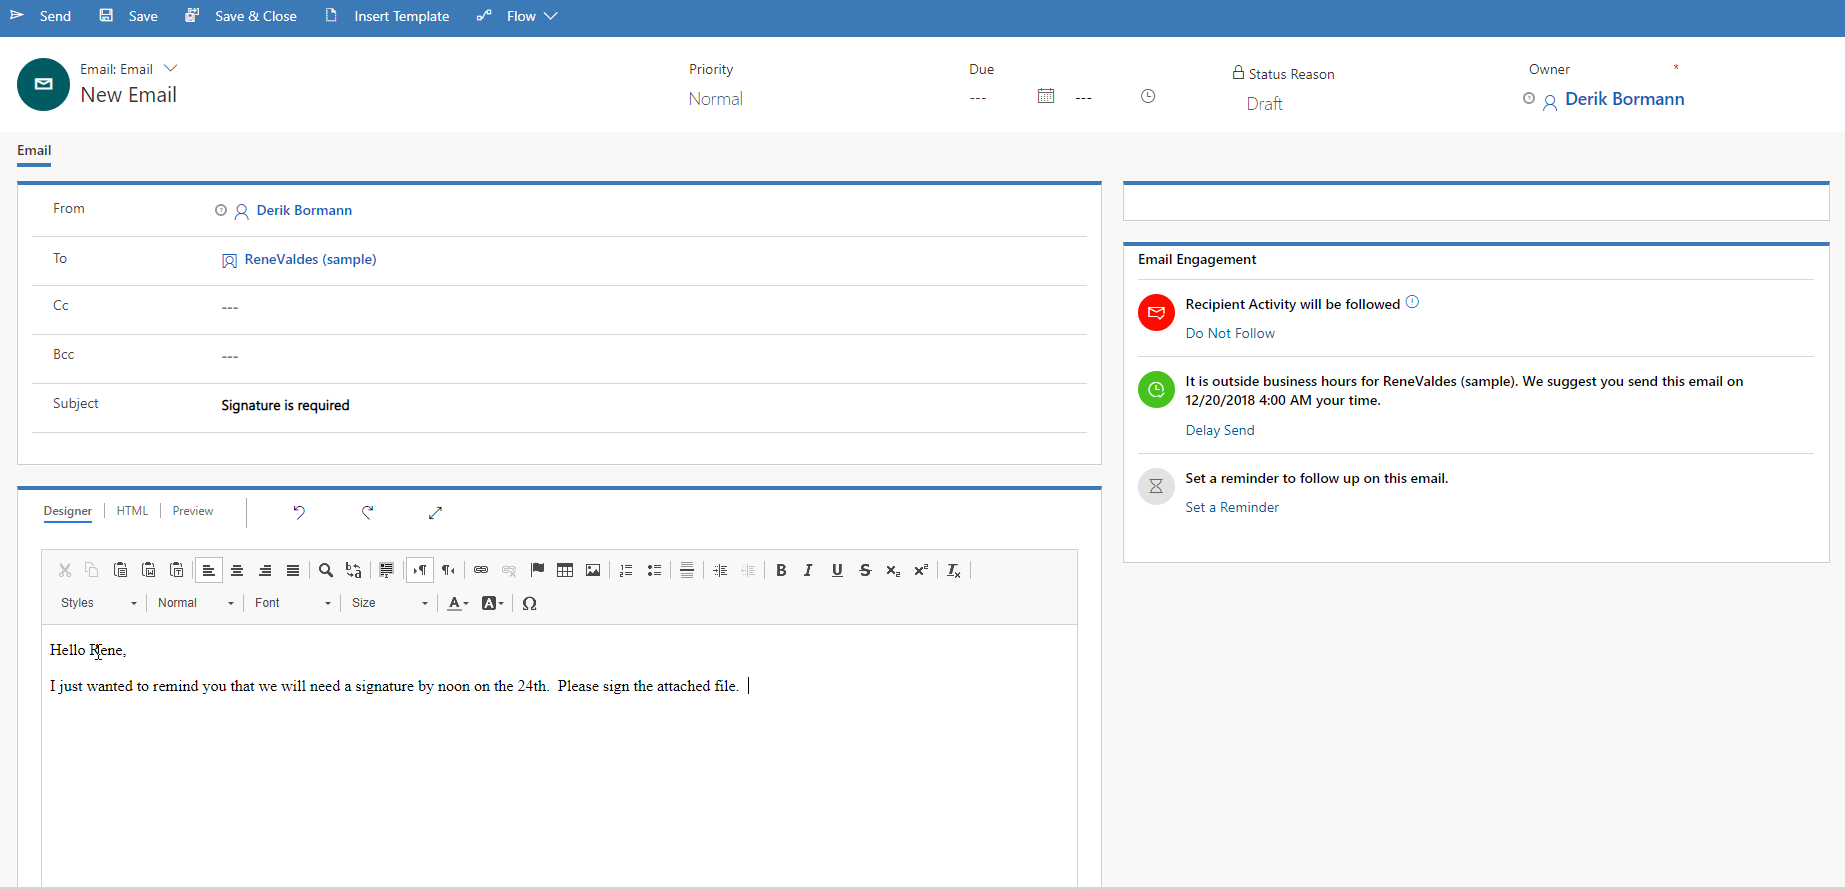 Send Save Save & Close Insert Template Flow
Email: Email
New Email
Priority
Normal
Due
--- ---
Status Reason
Draft
Owner *
Derik Bormann
Email
From Derik Bormann
To ReneValdes (sample)
Cc ---
Bcc ---
Subject Signature is required
Email Engagement
Recipient Activity will be followed
Do Not Follow
It is outside business hours for ReneValdes (sample). We suggest you send this email on
12/20/2018 4:00 AM your time.
Delay Send
Set a reminder to follow up on this email.
Set a Reminder
Designer HTML Preview
Styles Normal Font Size
Hello Rene,
I just wanted to remind you that we will need a signature by noon on the 24th. Please sign the attached file.